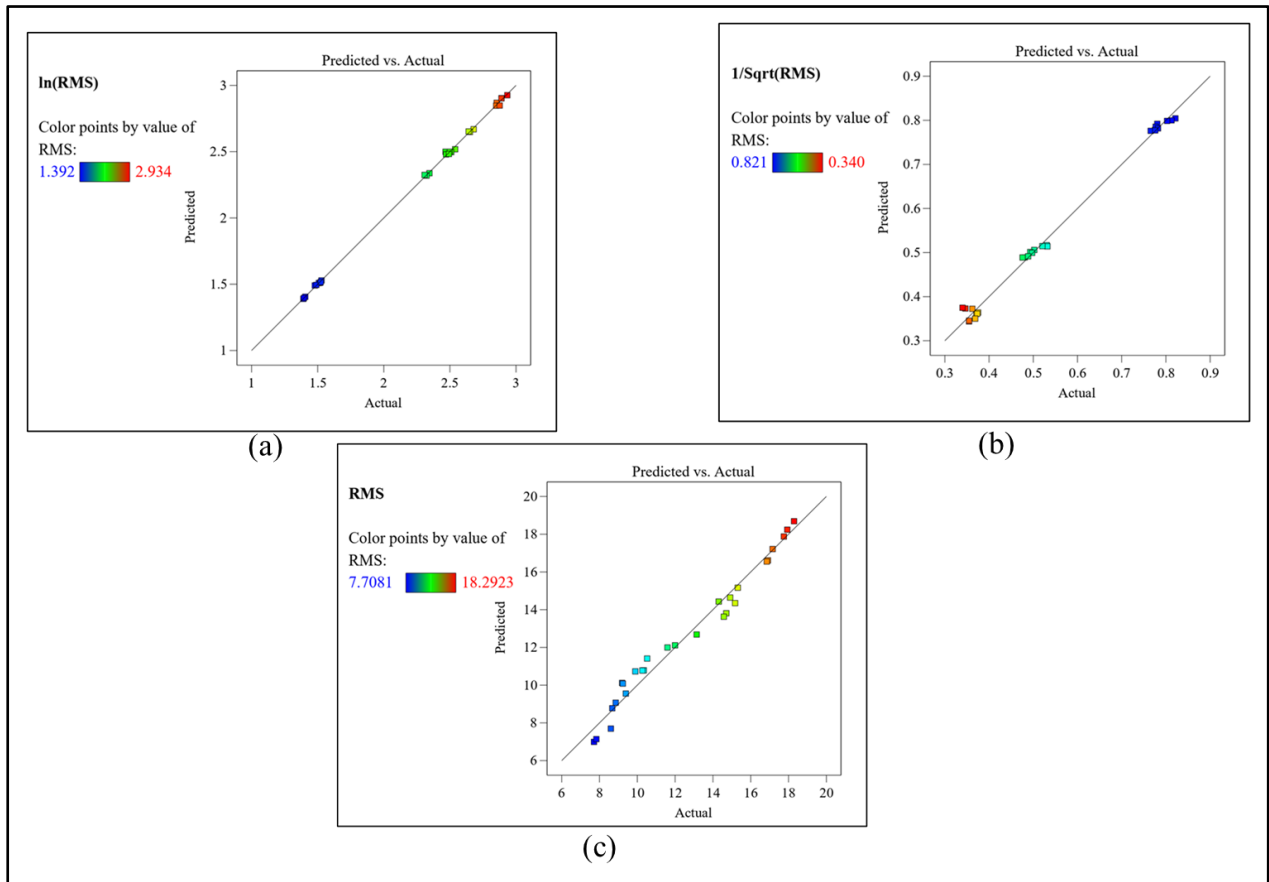 Predicted vs. Actual
ln(RMS)
Color points by value of
RMS:
1.392 2.934
3
2.5
2
1.5
1
Predicted
1 1.5 2 2.5 3
Actual
(a)
Predicted vs. Actual
1/Sqrt(RMS)
Color points by value of
RMS:
0.821 0.340
0.9
0.8
0.7
0.6
0.5
0.4
0.3
Predicted
0.3 0.4 0.5 0.6 0.7 0.8 0.9
Actual
(b)
Predicted vs. Actual
RMS
Color points by value of
RMS:
7.7081 18.2923
20
18
16
14
12
10
8
6
Predicted
6 8 10 12 14 16 18 20
Actual
(c)